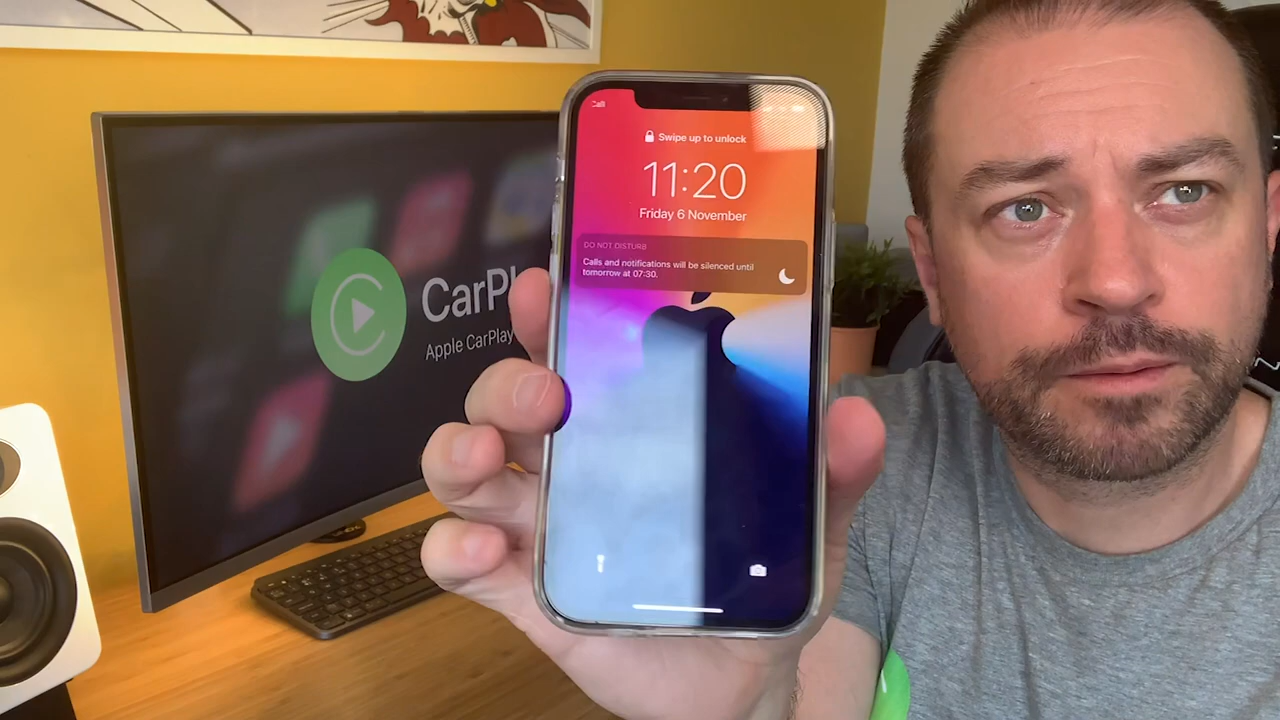 Call
Swipe up to unlock
11:20
Friday 6 November
DO NOT DISTURB
Calls and notifications will be silenced until
tomorrow at 07:30.
CarPl
Apple CarPlay